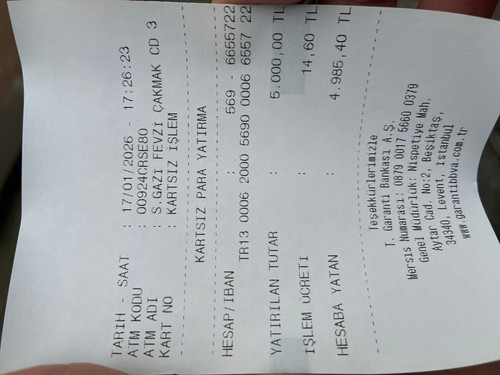 TARIH - SAAT : 17/01/2026 - 17:26:23
ATM KODU : 00924CRSE80
ATM ADI : S.GAZİ FEVZİ ÇAKMAK CD 3
KART NO : KARTSIZ İŞLEM
KARTSIZ PARA YATIRMA
HESAP/IBAN : 569 - 6655722
TR13 0006 2000 5690 0006 6557 22
YATIRILAN TUTAR : 5.000,00 TL
İŞLEM ÜCRETİ : 14,60 TL
HESABA YATAN : 4.985,40 TL
Teşekkürlerimizle
T. Garanti Bankası A.Ş.
Mersis Numarası: 0879 0017 5660 0379
Genel Müdürlük: Nispetiye Mah.
Aytar Cad. No:2, Beşiktaş,
34340, Levent, İstanbul
www.garantibbva.com.tr